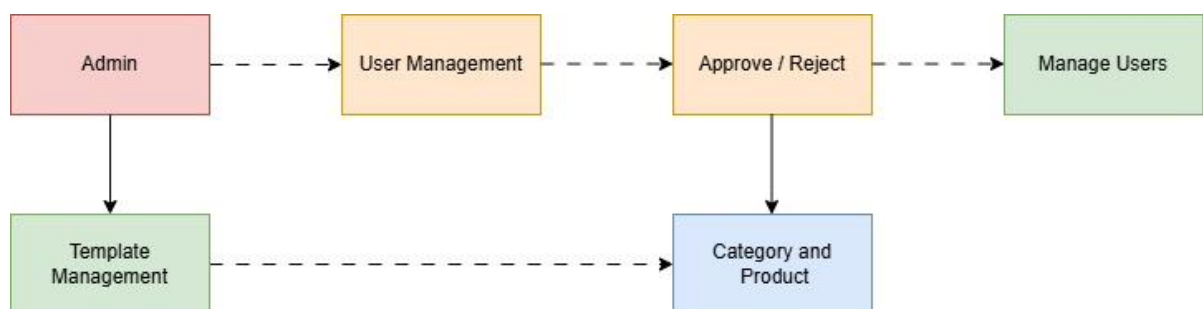 Admin
User Management
Approve / Reject
Manage Users
Template
Management
Category and
Product